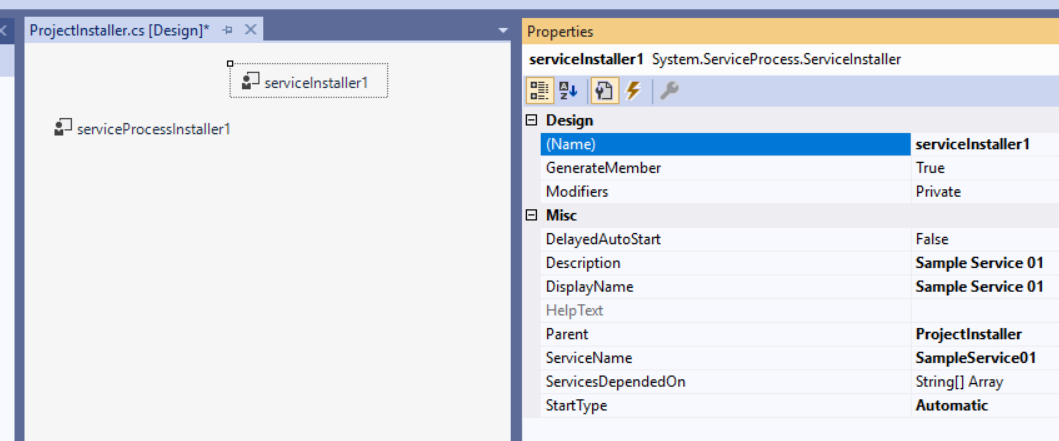 ProjectInstaller.cs [Design]*
serviceInstaller1
serviceProcessInstaller1
Properties
serviceInstaller1 System.ServiceProcess.ServiceInstaller
Design
(Name) serviceInstaller1
GenerateMember True
Modifiers Private
Misc
DelayedAutoStart False
Description Sample Service 01
DisplayName Sample Service 01
HelpText
Parent ProjectInstaller
ServiceName SampleService01
ServicesDependedOn String[] Array
StartType Automatic